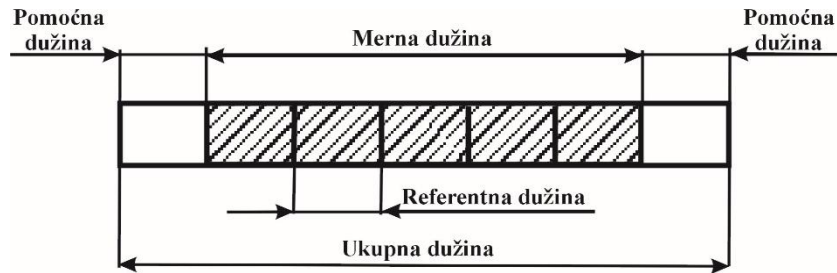 Pomoćna
dužina
Merna dužina
Pomoćna
dužina
Referentna dužina
Ukupna dužina